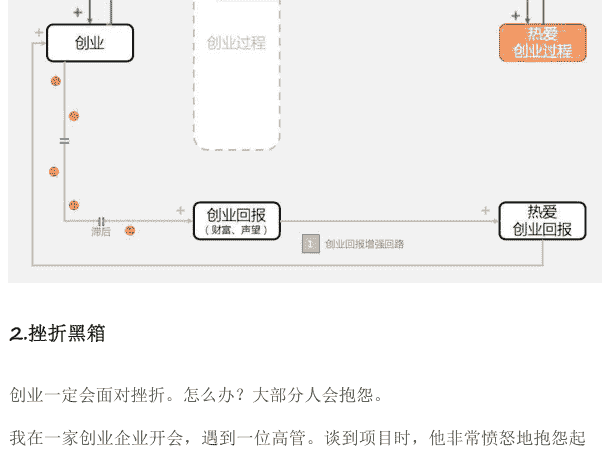 +
+
+
创业
创业过程
热爱
创业过程
滞后
+
创业回报
（财富、声望）
+
热爱
创业回报
1 创业回报增强回路
2.挫折黑箱
创业一定会面对挫折。怎么办？大部分人会抱怨。
我在一家创业企业开会，遇到一位高管。谈到项目时，他非常愤怒地抱怨起